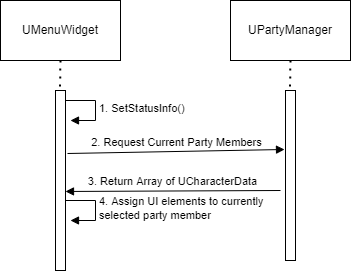 UMenuWidget
UPartyManager
1. SetStatusInfo()
2. Request Current Party Members
3. Return Array of UCharacterData
4. Assign UI elements to currently
selected party member